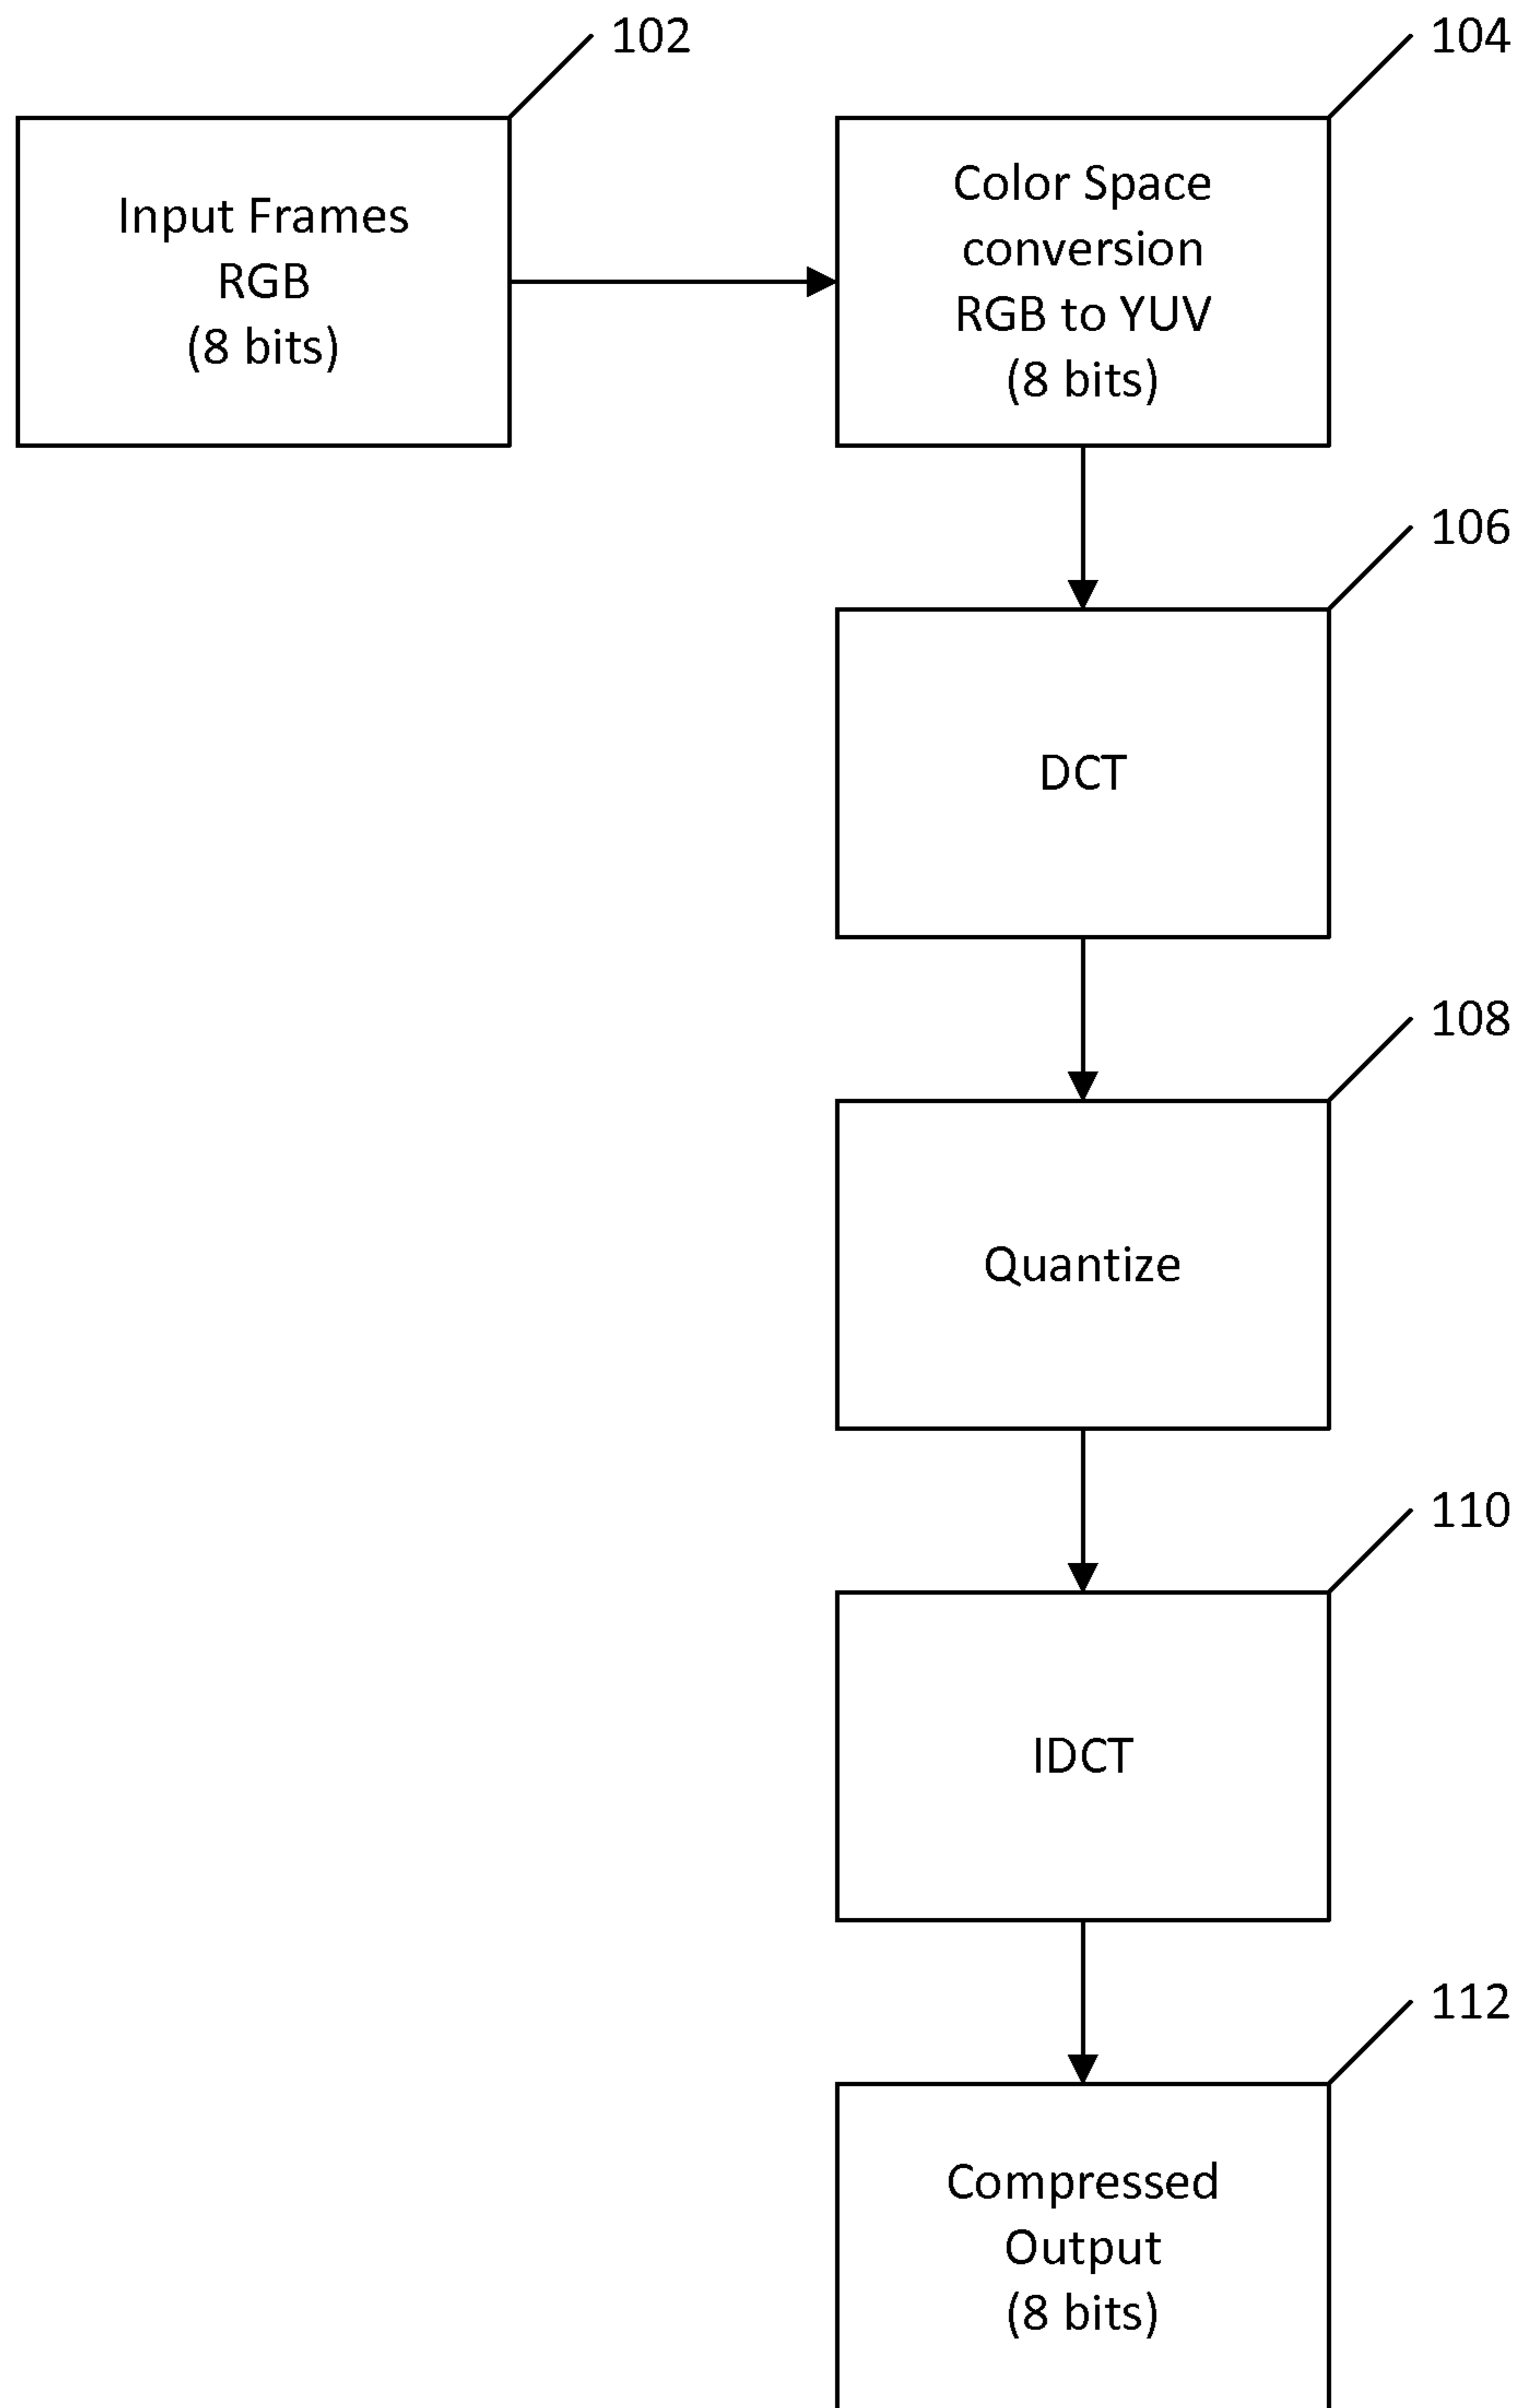 102
Input Frames
RGB
(8 bits)
104
Color Space
conversion
RGB to YUV
(8 bits)
106
DCT
108
Quantize
110
IDCT
112
Compressed
Output
(8 bits)